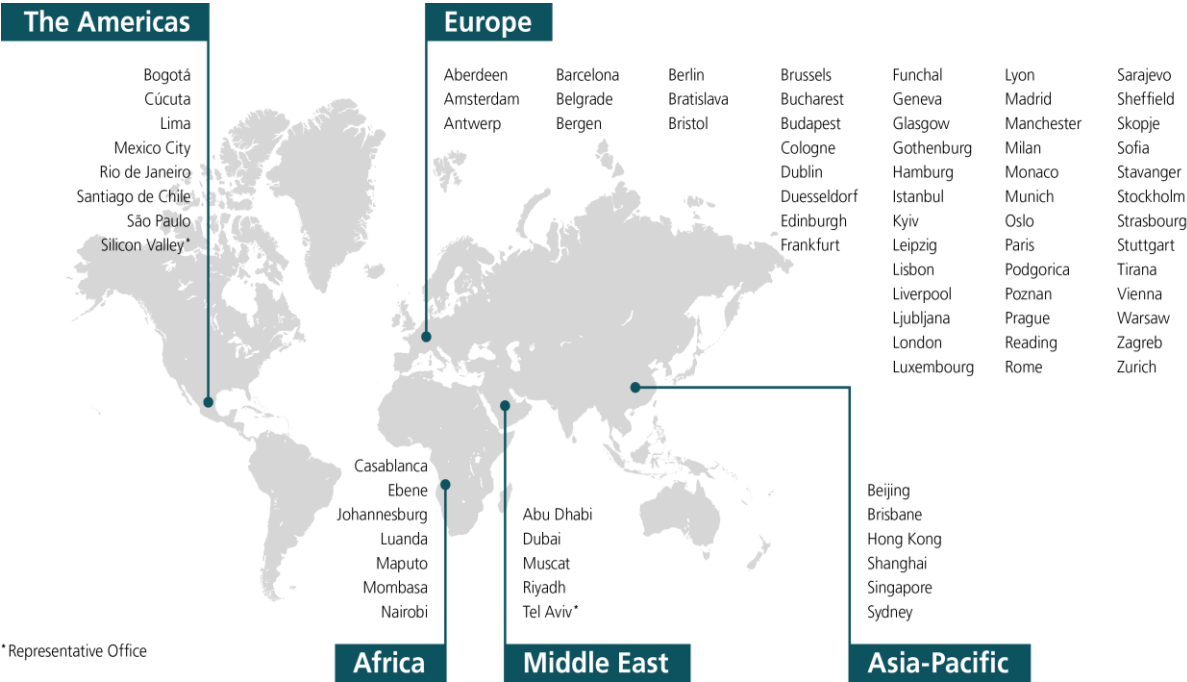 The Americas
Bogotá
Cúcuta
Lima
Mexico City
Rio de Janeiro
Santiago de Chile
São Paulo
Silicon Valley*
Europe
Aberdeen
Amsterdam
Antwerp
Barcelona
Belgrade
Bergen
Berlin
Bratislava
Bristol
Brussels
Bucharest
Budapest
Cologne
Dublin
Duesseldorf
Edinburgh
Frankfurt
Funchal
Geneva
Glasgow
Gothenburg
Hamburg
Istanbul
Kyiv
Leipzig
Lisbon
Liverpool
Ljubljana
London
Luxembourg
Lyon
Madrid
Manchester
Milan
Monaco
Munich
Oslo
Paris
Podgorica
Poznan
Prague
Reading
Rome
Sarajevo
Sheffield
Skopje
Sofia
Stavanger
Stockholm
Strasbourg
Stuttgart
Tirana
Vienna
Warsaw
Zagreb
Zurich
Casablanca
Ebene
Johannesburg
Luanda
Maputo
Mombasa
Nairobi
Africa
Abu Dhabi
Dubai
Muscat
Riyadh
Tel Aviv*
Middle East
Beijing
Brisbane
Hong Kong
Shanghai
Singapore
Sydney
Asia-Pacific
* Representative Office